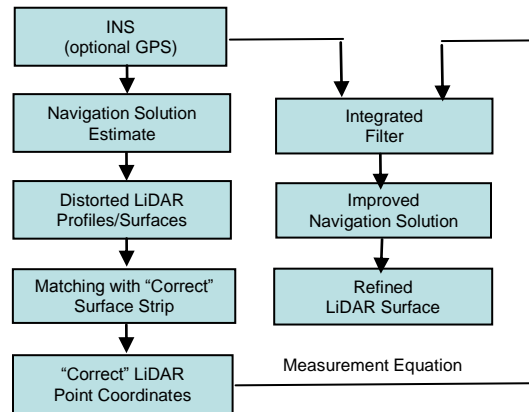 INS
(optional GPS)
Navigation Solution
Estimate
Distorted LiDAR
Profiles/Surfaces
Matching with “Correct”
Surface Strip
“Correct” LiDAR
Point Coordinates
Integrated
Filter
Improved
Navigation Solution
Refined
LiDAR Surface
Measurement Equation